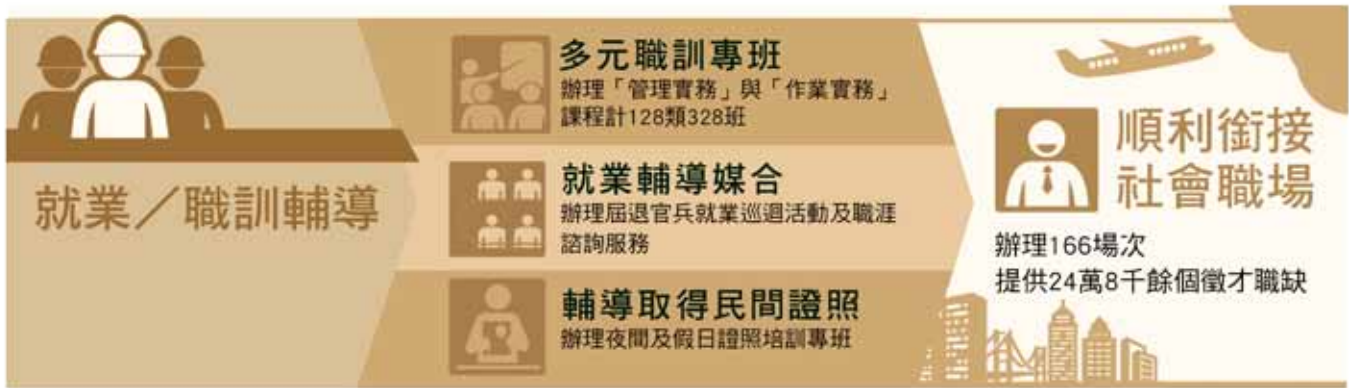 就業／職訓輔導
多元職訓專班
辦理「管理實務」與「作業實務」
課程計128類328班
就業輔導媒合
辦理屆退官兵就業巡迴活動及職涯
諮詢服務
輔導取得民間證照
辦理夜間及假日證照培訓專班
順利銜接
社會職場
辦理166場次
提供24萬8千餘個徵才職缺